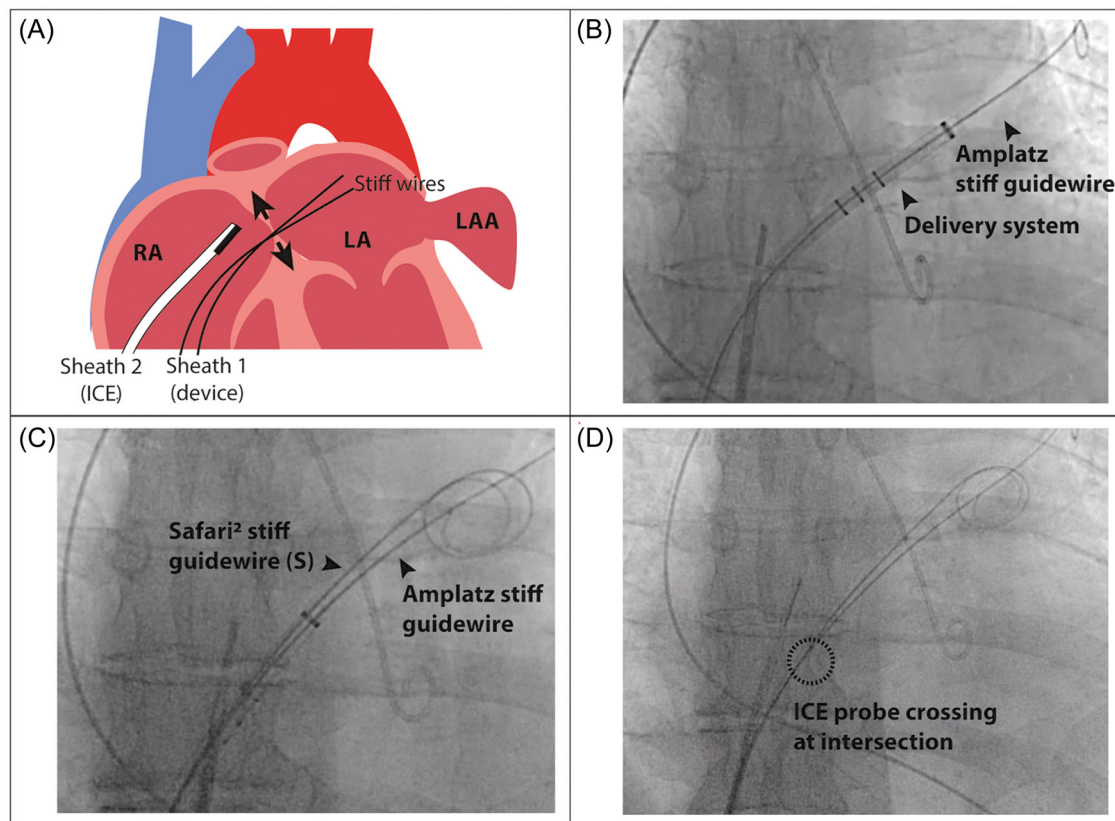 (A)
Stiff wires
RA
LA
LAA
Sheath 2
(ICE)
Sheath 1
(device)
(B)
Amplatz
stiff guidewire
Delivery system
(C)
Safari² stiff
guidewire (S)
Amplatz stiff
guidewire
(D)
ICE probe crossing
at intersection